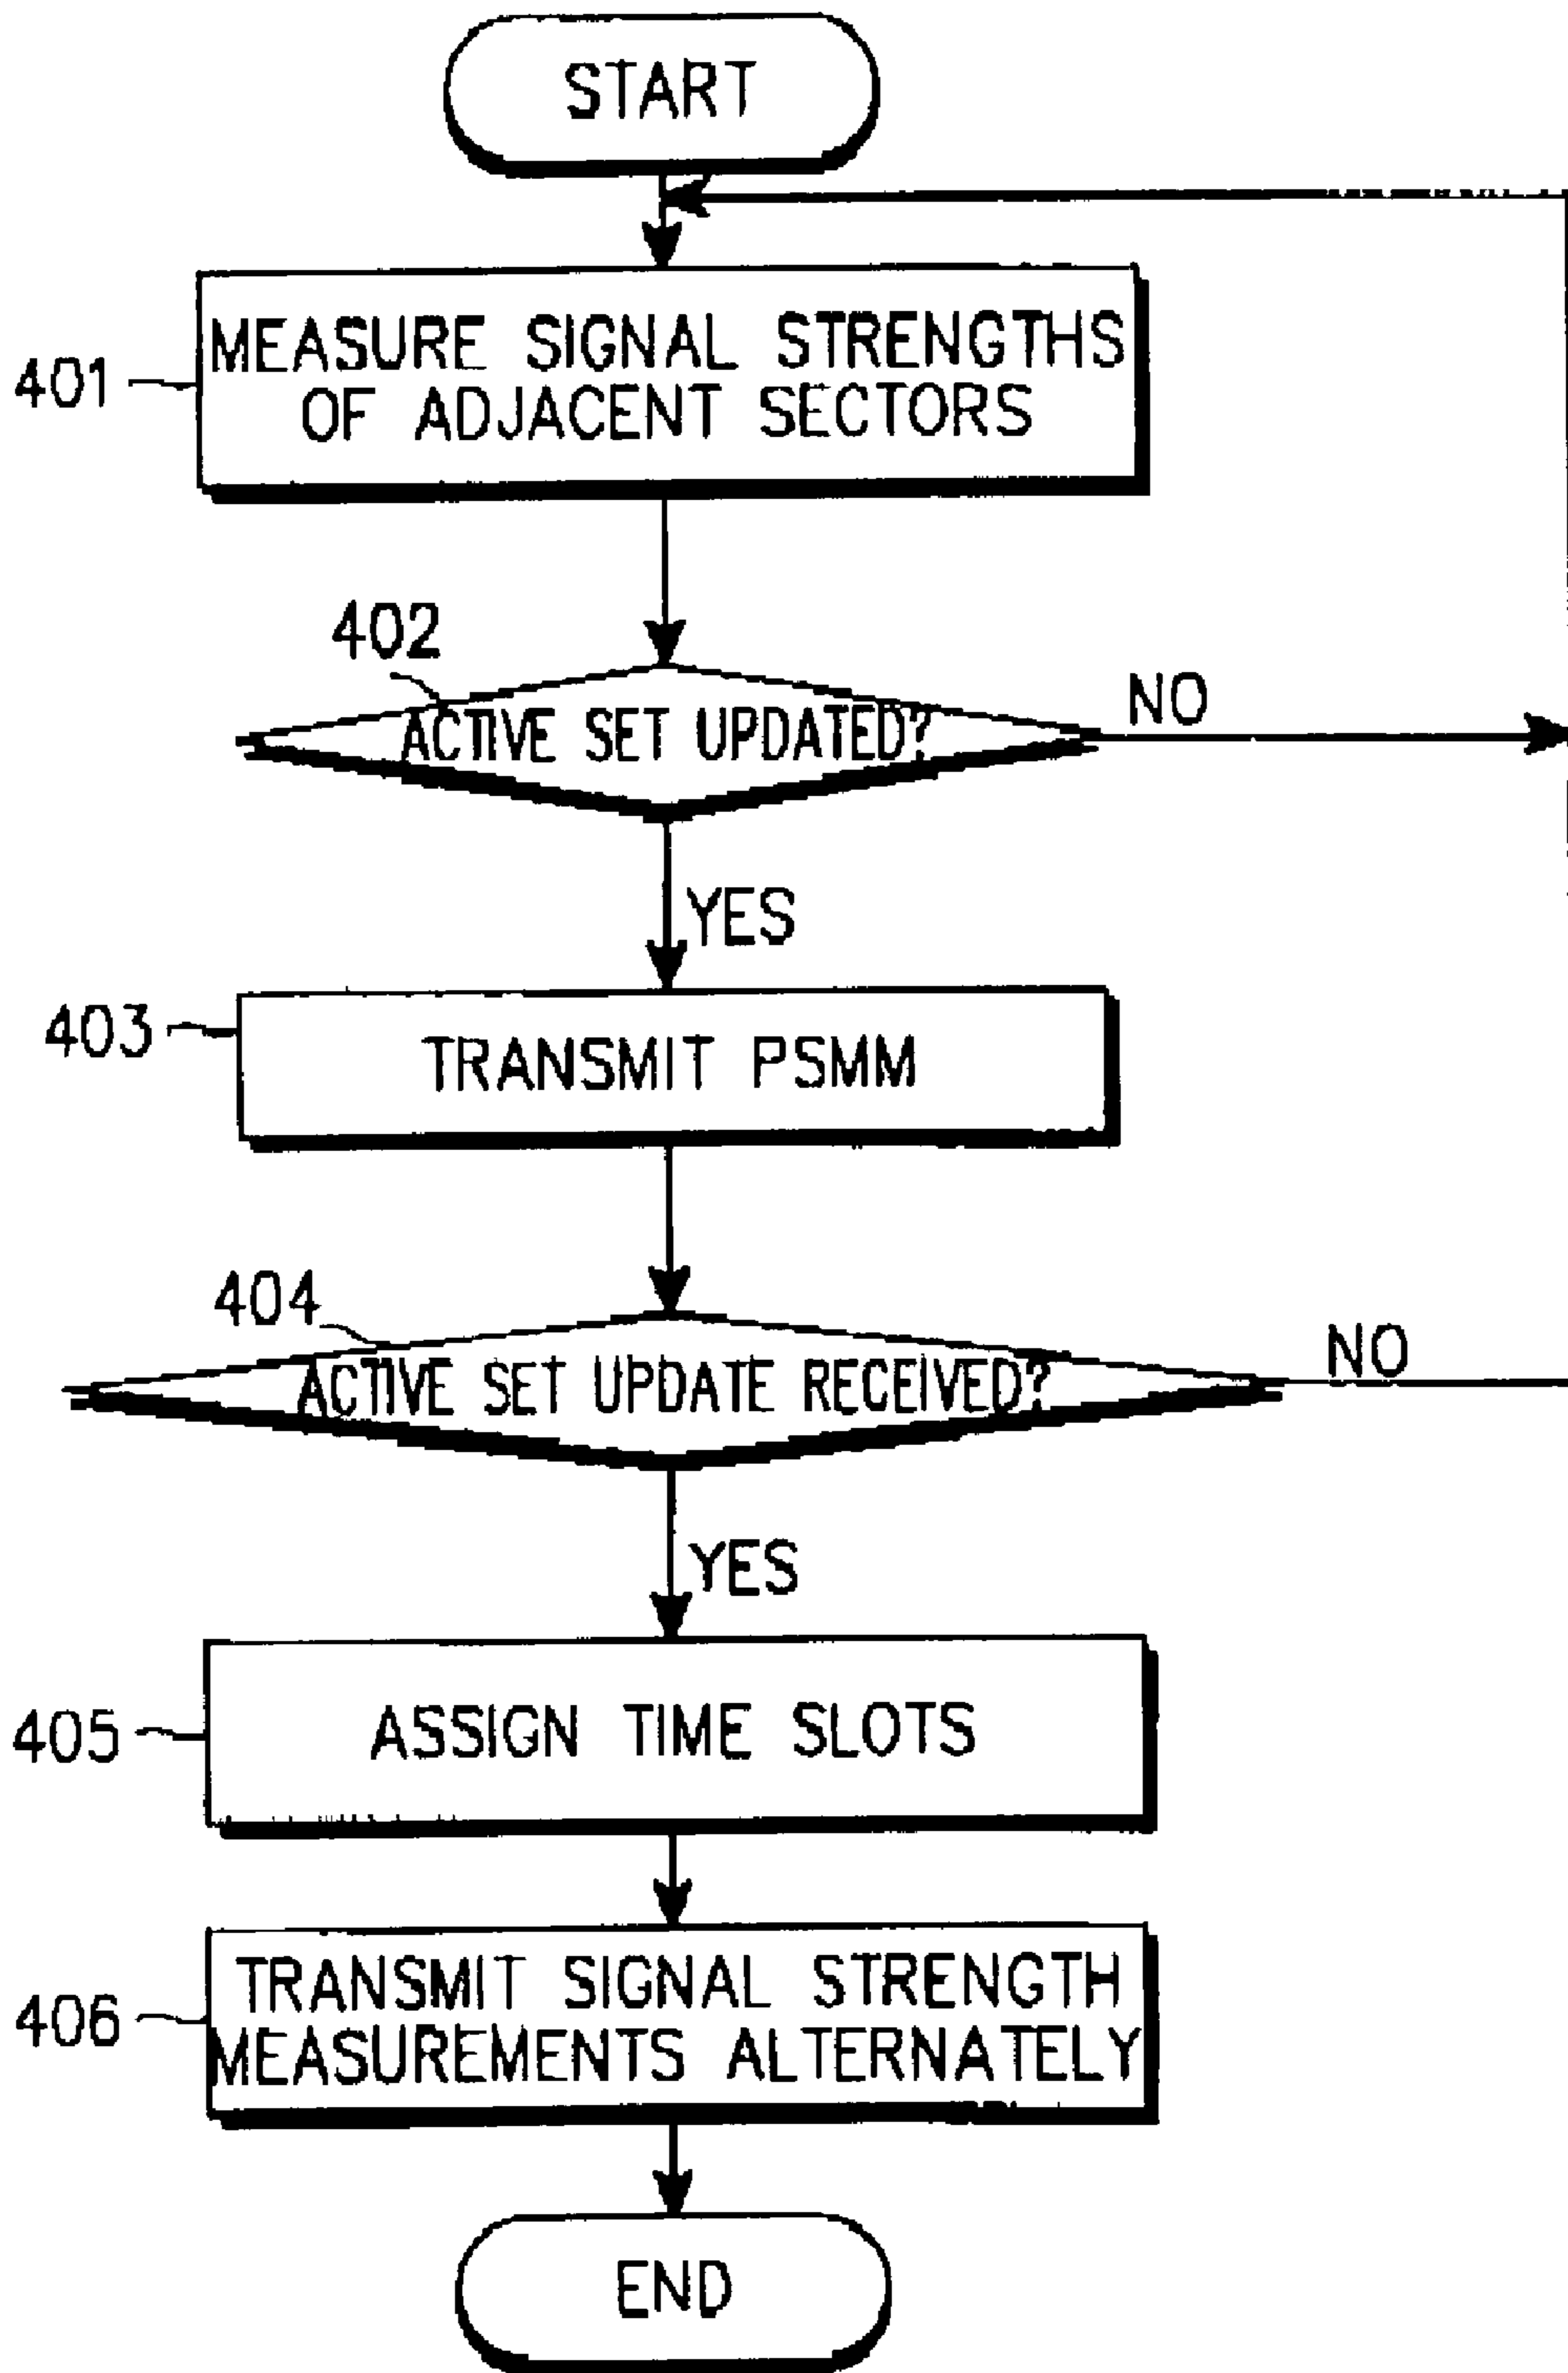 START
401
MEASURE SIGNAL STRENGTHS
OF ADJACENT SECTORS
402
ACTIVE SET UPDATED?
NO
YES
403
TRANSMIT PSMM
404
ACTIVE SET UPDATE RECEIVED?
NO
YES
405
ASSIGN TIME SLOTS
406
TRANSMIT SIGNAL STRENGTH
MEASUREMENTS ALTERNATELY
END